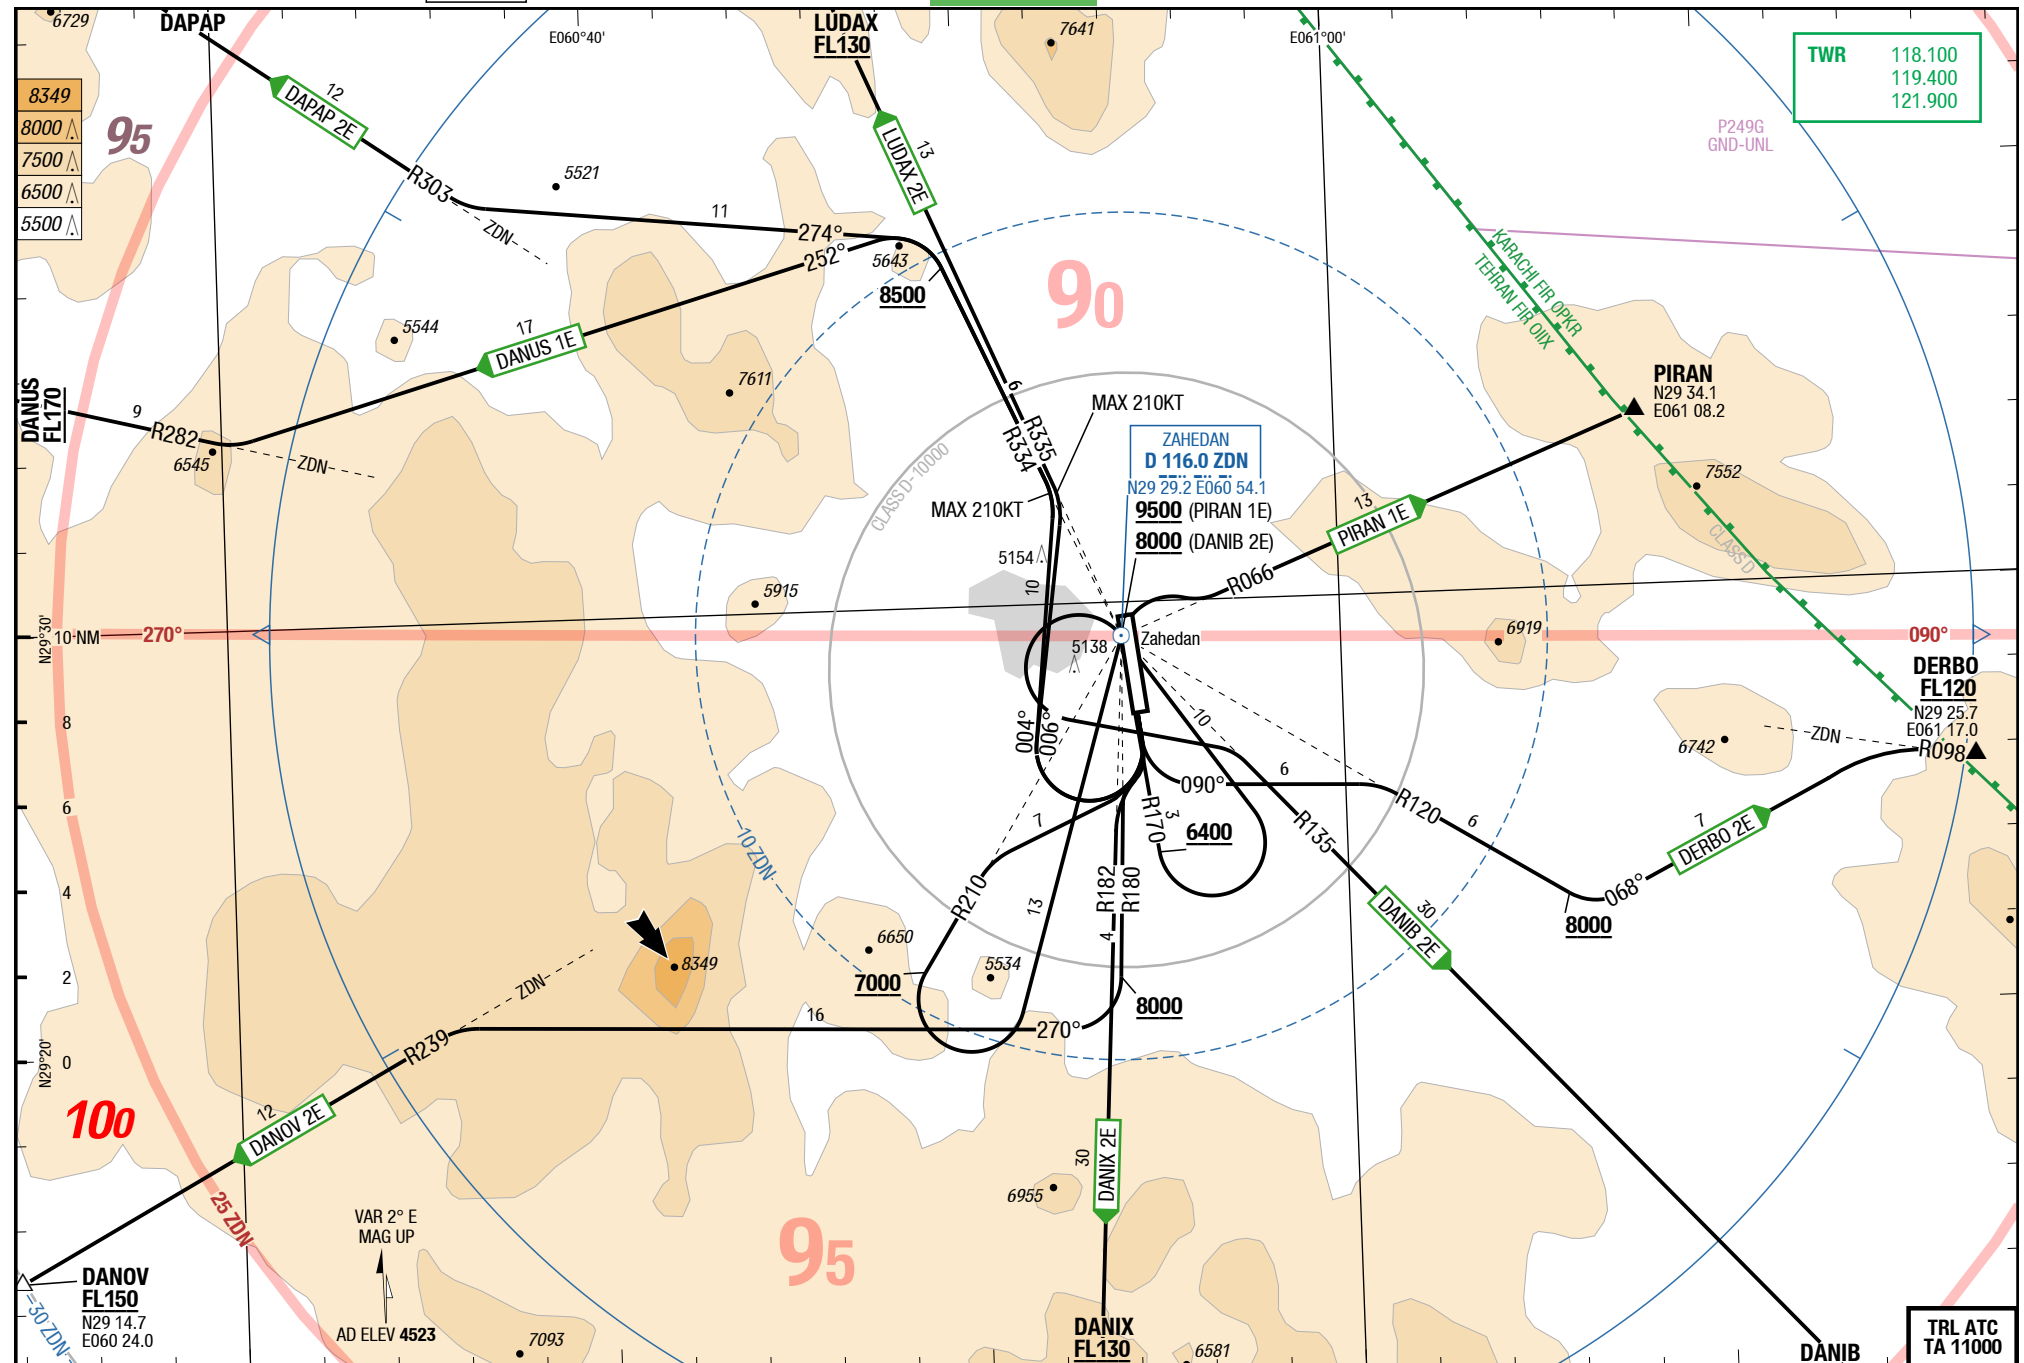 6729
DAPAP
E060°40'
LUDAX
FL130
7641
E061°00'
TWR 118.100
119.400
121.900
8349
8000
7500
6500
5500
95
12
DAPAP 2E
R303
ZDN
5521
11
274°
252°
13
LUDAX 2E
5643
8500
90
P249G
GND-UNL
KARACHI FIR OPKR
TEHRAN FIR OIIX
5544
17
DANUS 1E
7611
DANUS
FL170
9
R282
6545
ZDN
6
R335
R334
MAX 210KT
MAX 210KT
CLASS D-10000
ZAHEDAN
D 116.0 ZDN
N29 29.2 E060 54.1
9500 (PIRAN 1E)
8000 (DANIB 2E)
PIRAN
N29 34.1
E061 08.2
13
PIRAN 1E
R066
7552
CLASS D
5154
10
5915
5138
Zahedan
6919
N29°30'
10 NM
270°
090°
DERBO
FL120
N29 25.7
E061 17.0
R098
ZDN
6742
8
6
4
2
0
004°
006°
10
090°
6
R120
6
7
DERBO 2E
068°
8000
7
R170
3
6400
R135
30
DANIB 2E
10 ZDN
R210
13
R182
R180
4
6650
5534
7000
8000
8349
ZDN
16
270°
R239
N29°20'
100
12
DANOV 2E
25 ZDN
30
DANIX 2E
6955
95
VAR 2° E
MAG UP
AD ELEV 4523
DANOV
FL150
N29 14.7
E060 24.0
30 ZDN
7093
DANIX
FL130
6581
DANIB
TRL ATC
TA 11000